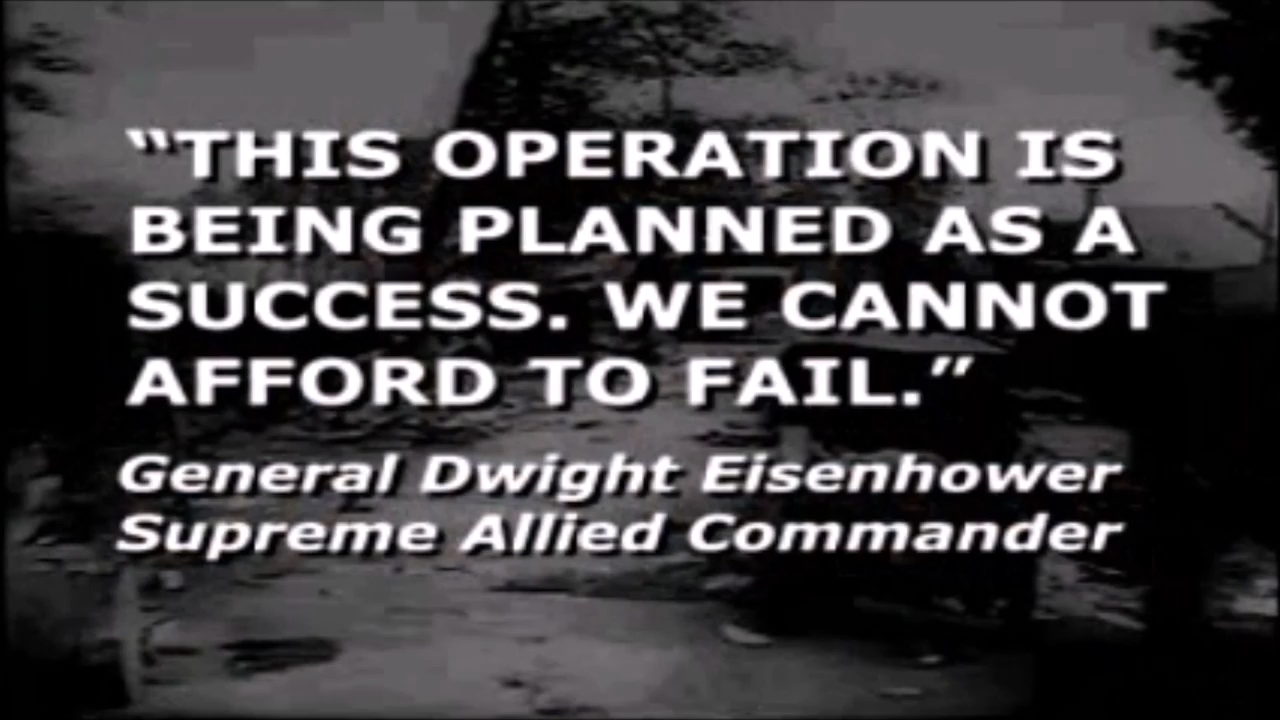 “THIS OPERATION IS
BEING PLANNED AS A
SUCCESS. WE CANNOT
AFFORD TO FAIL.”
General Dwight Eisenhower
Supreme Allied Commander